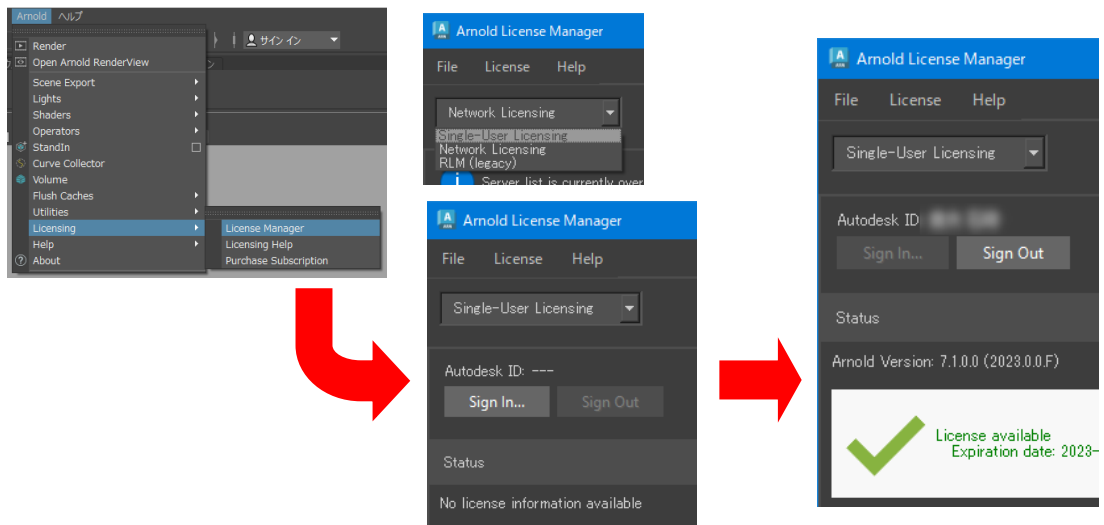 Arnold ヘルプ
サイン イン
Render
Open Arnold RenderView
Scene Export
Lights
Shaders
Operators
StandIn
Curve Collector
Volume
Flush Caches
Utilities
Licensing
Help
About
License Manager
Licensing Help
Purchase Subscription
Arnold License Manager
File License Help
Network Licensing
Single-User Licensing
Network Licensing
RLM (legacy)
Server list is currently over
Arnold License Manager
File License Help
Single-User Licensing
Autodesk ID: ---
Sign In... Sign Out
Status
No license information available
Arnold License Manager
File License Help
Single-User Licensing
Autodesk ID
Sign In... Sign Out
Status
Arnold Version: 7.1.0.0 (2023.0.0.F)
License available
Expiration date: 2023-